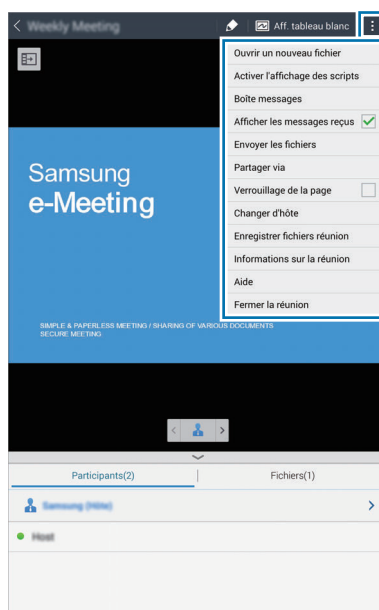 Weekly Meeting
Aff. tableau blanc
Ouvrir un nouveau fichier
Activer l'affichage des scripts
Boîte messages
Afficher les messages reçus
Envoyer les fichiers
Partager via
Verrouillage de la page
Changer d'hôte
Enregistrer fichiers réunion
Informations sur la réunion
Aide
Fermer la réunion
Samsung
e-Meeting
SIMPLE & PAPERLESS MEETING / SHARING OF VARIOUS DOCUMENTS
SECURE MEETING
Participants(2)
Fichiers(1)
Samsung (Hôte)
Host